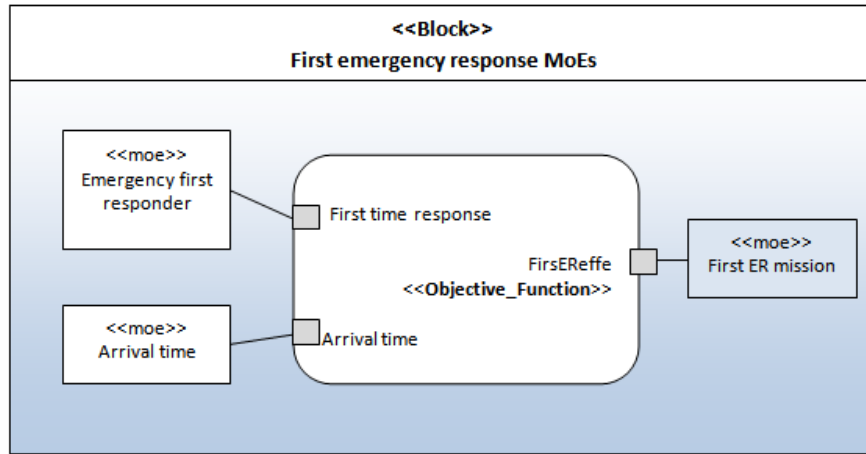 <<Block>>
First emergency response MoEs
<<moe>>
Emergency first
responder
First time response
FirsEReffe
<<Objective_Function>>
<<moe>>
First ER mission
<<moe>>
Arrival time
Arrival time